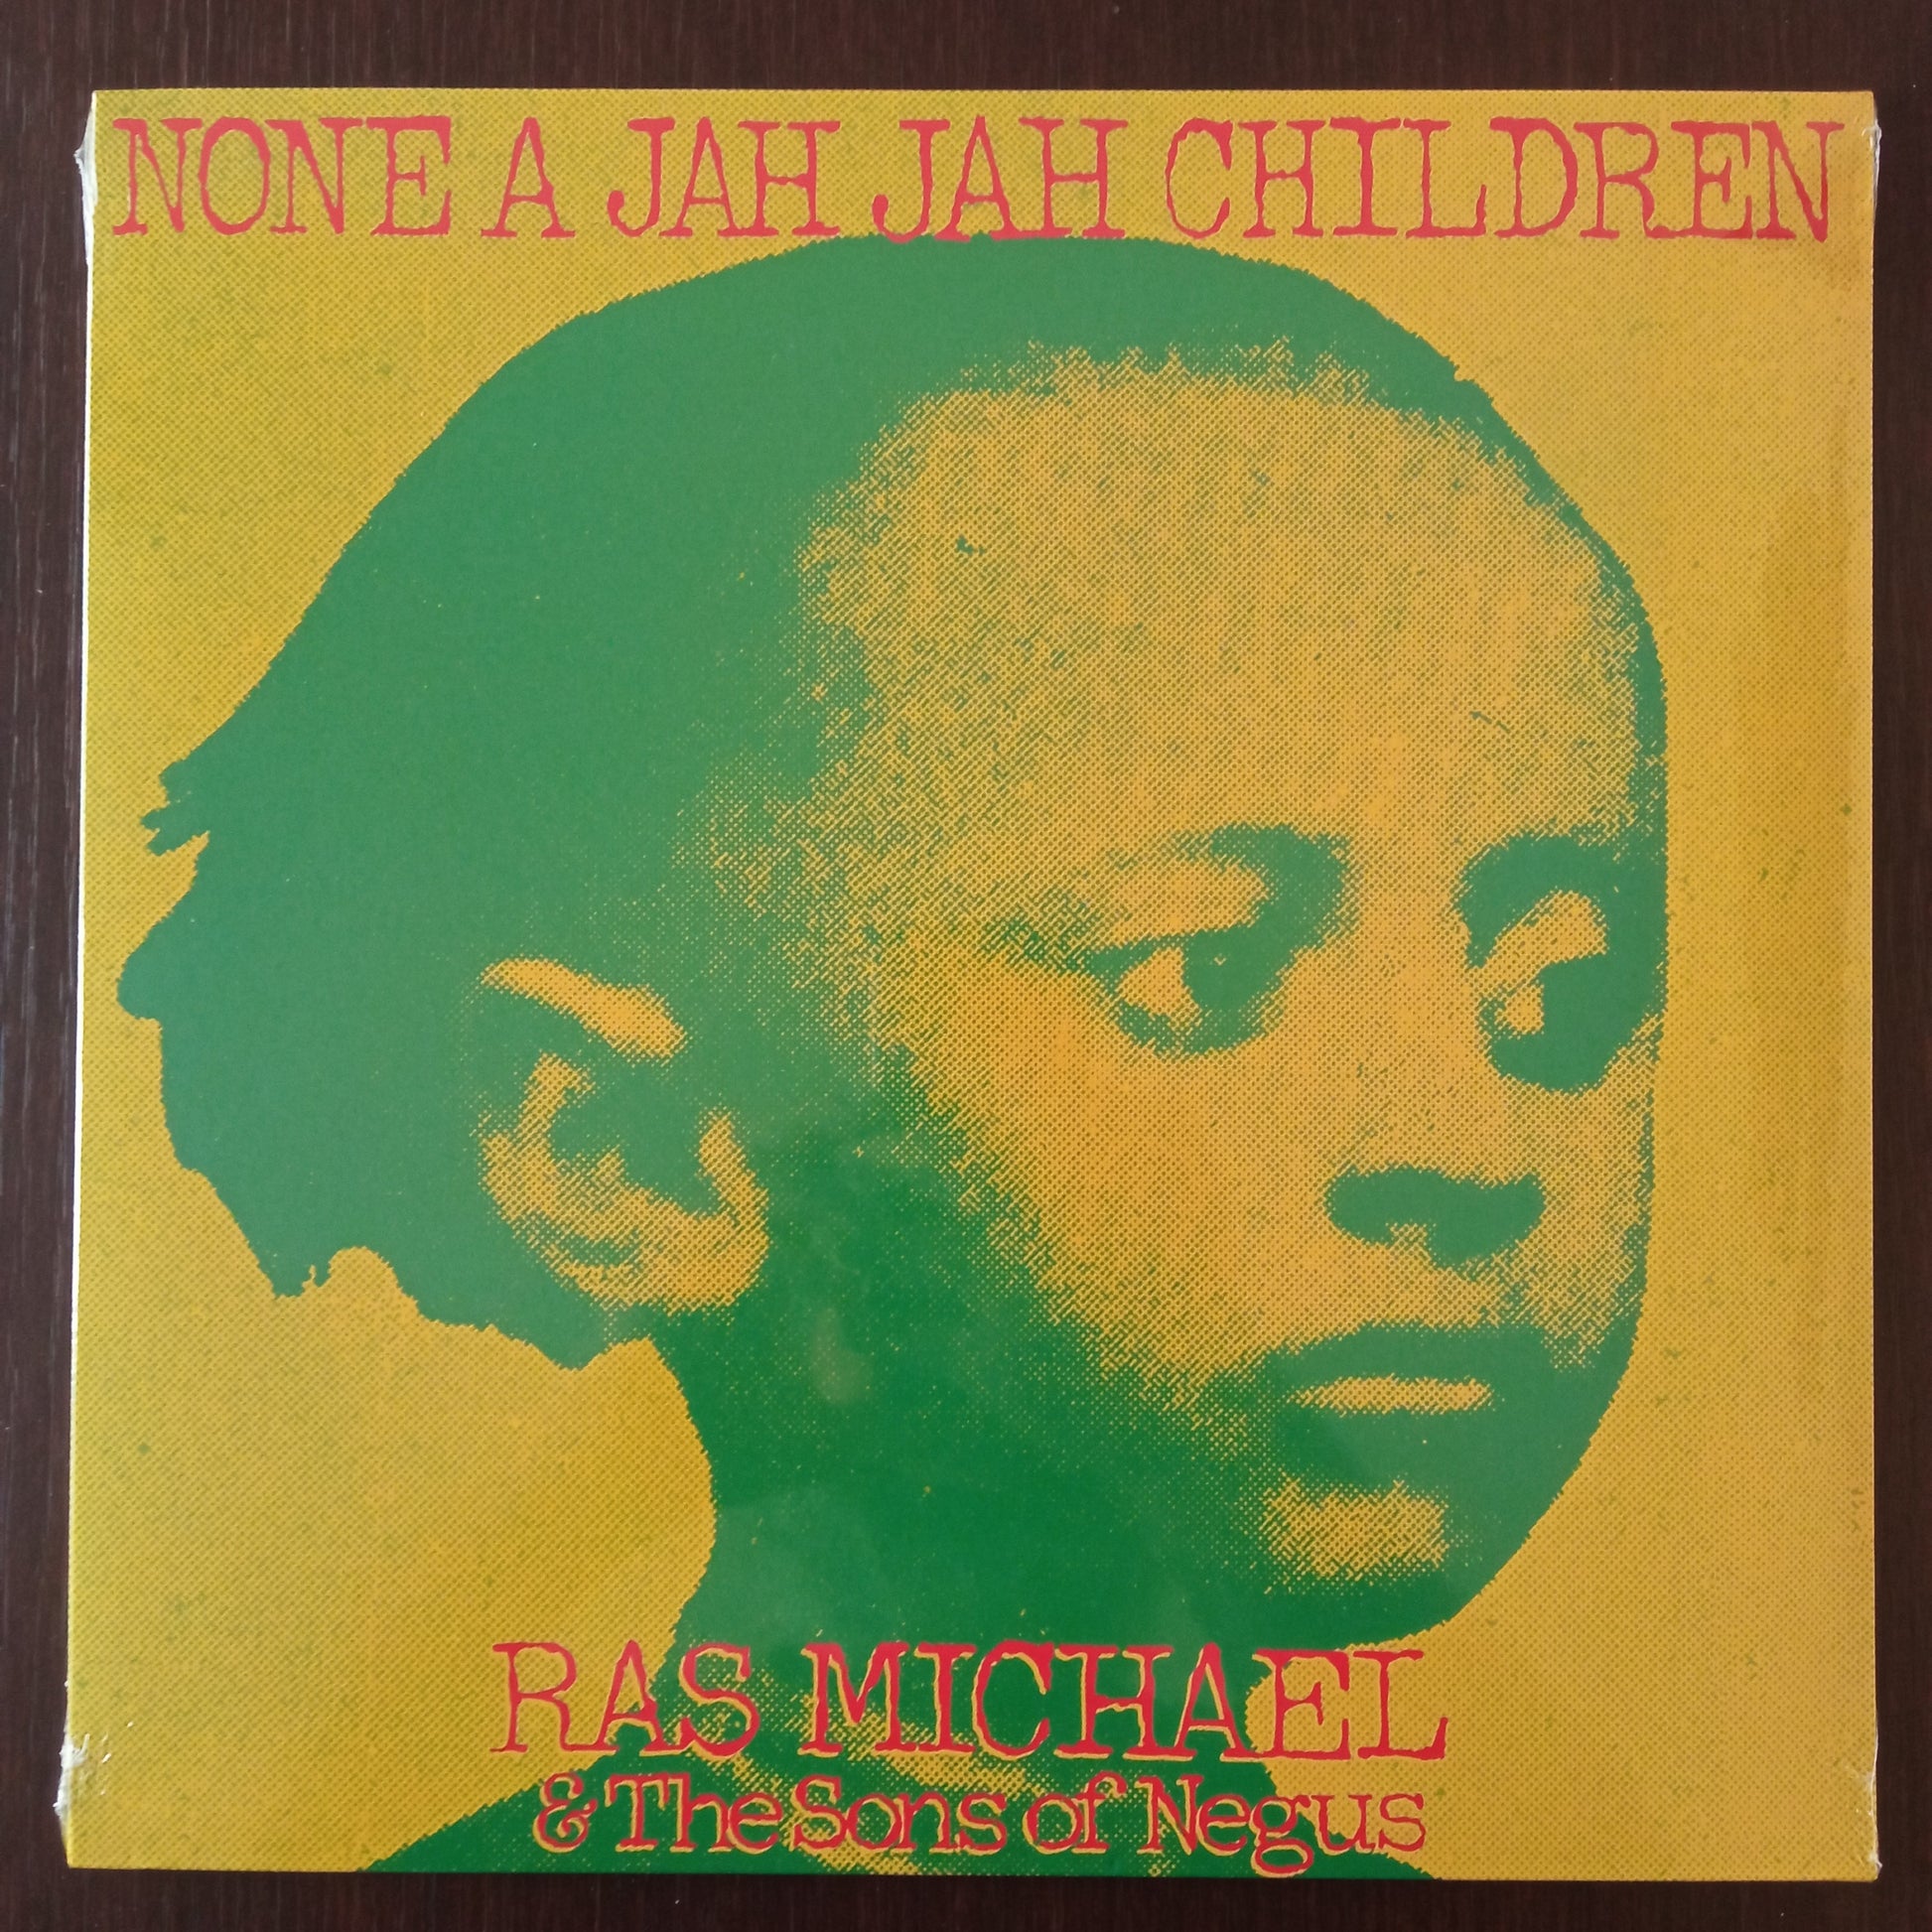 NONE A JAH JAH CHILDREN
RAS MICHAEL
& The Sons of Negus